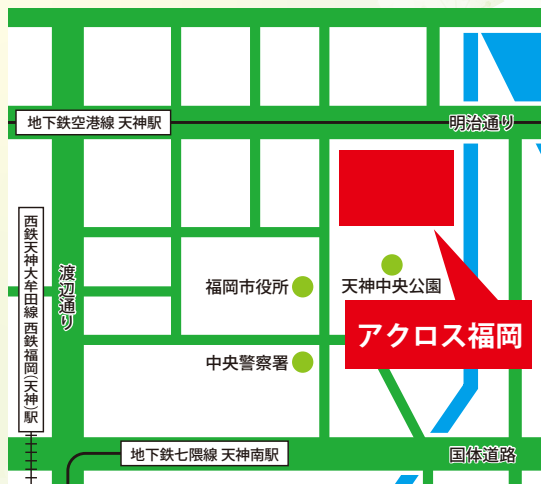 地下鉄空港線 天神駅
明治通り
西鉄天神大牟田線 西鉄福岡(天神)駅
渡辺通り
福岡市役所
天神中央公園
アクロス福岡
中央警察署
地下鉄七隈線 天神南駅
国体道路